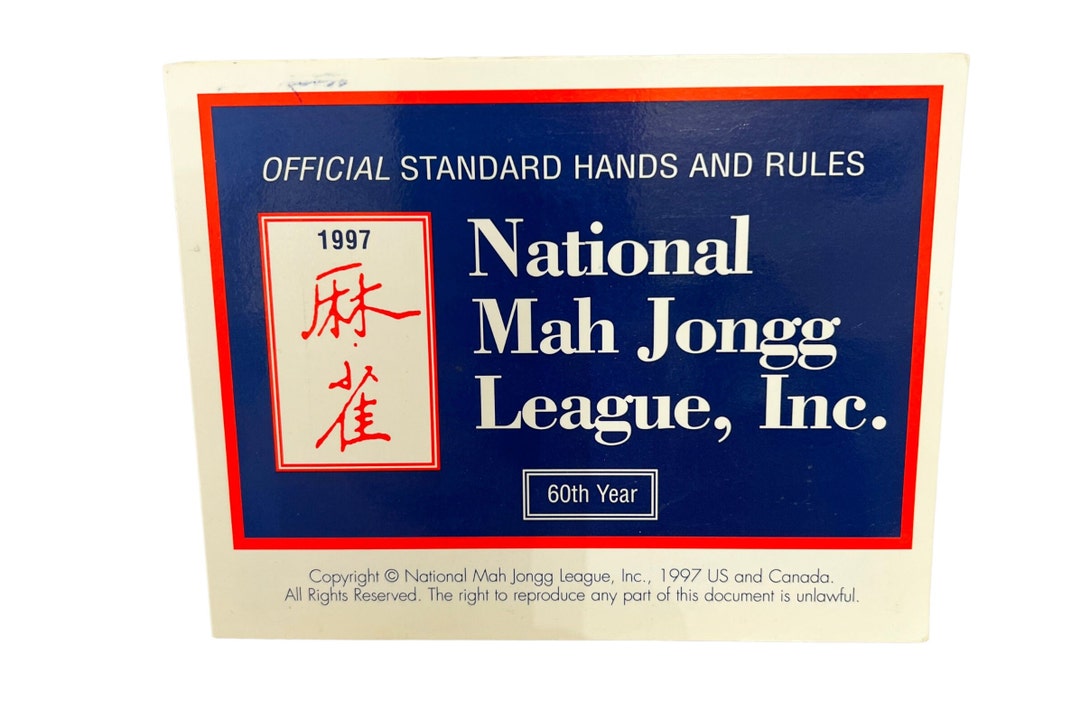 OFFICIAL STANDARD HANDS AND RULES
1997
麻
雀
National
Mah Jongg
League, Inc.
60th Year
Copyright © National Mah Jongg League, Inc., 1997 US and Canada.
All Rights Reserved. The right to reproduce any part of this document is unlawful.